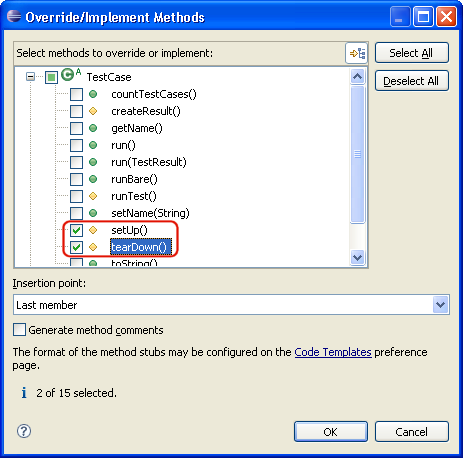 Override/Implement Methods
Select methods to override or implement:
Select All
Deselect All
C A TestCase
countTestCases()
createResult()
getName()
run()
run(TestResult)
runBare()
runTest()
setName(String)
setUp()
tearDown()
toString()
Insertion point:
Last member
Generate method comments
The format of the method stubs may be configured on the Code Templates preference
page.
i 2 of 15 selected.
? OK Cancel